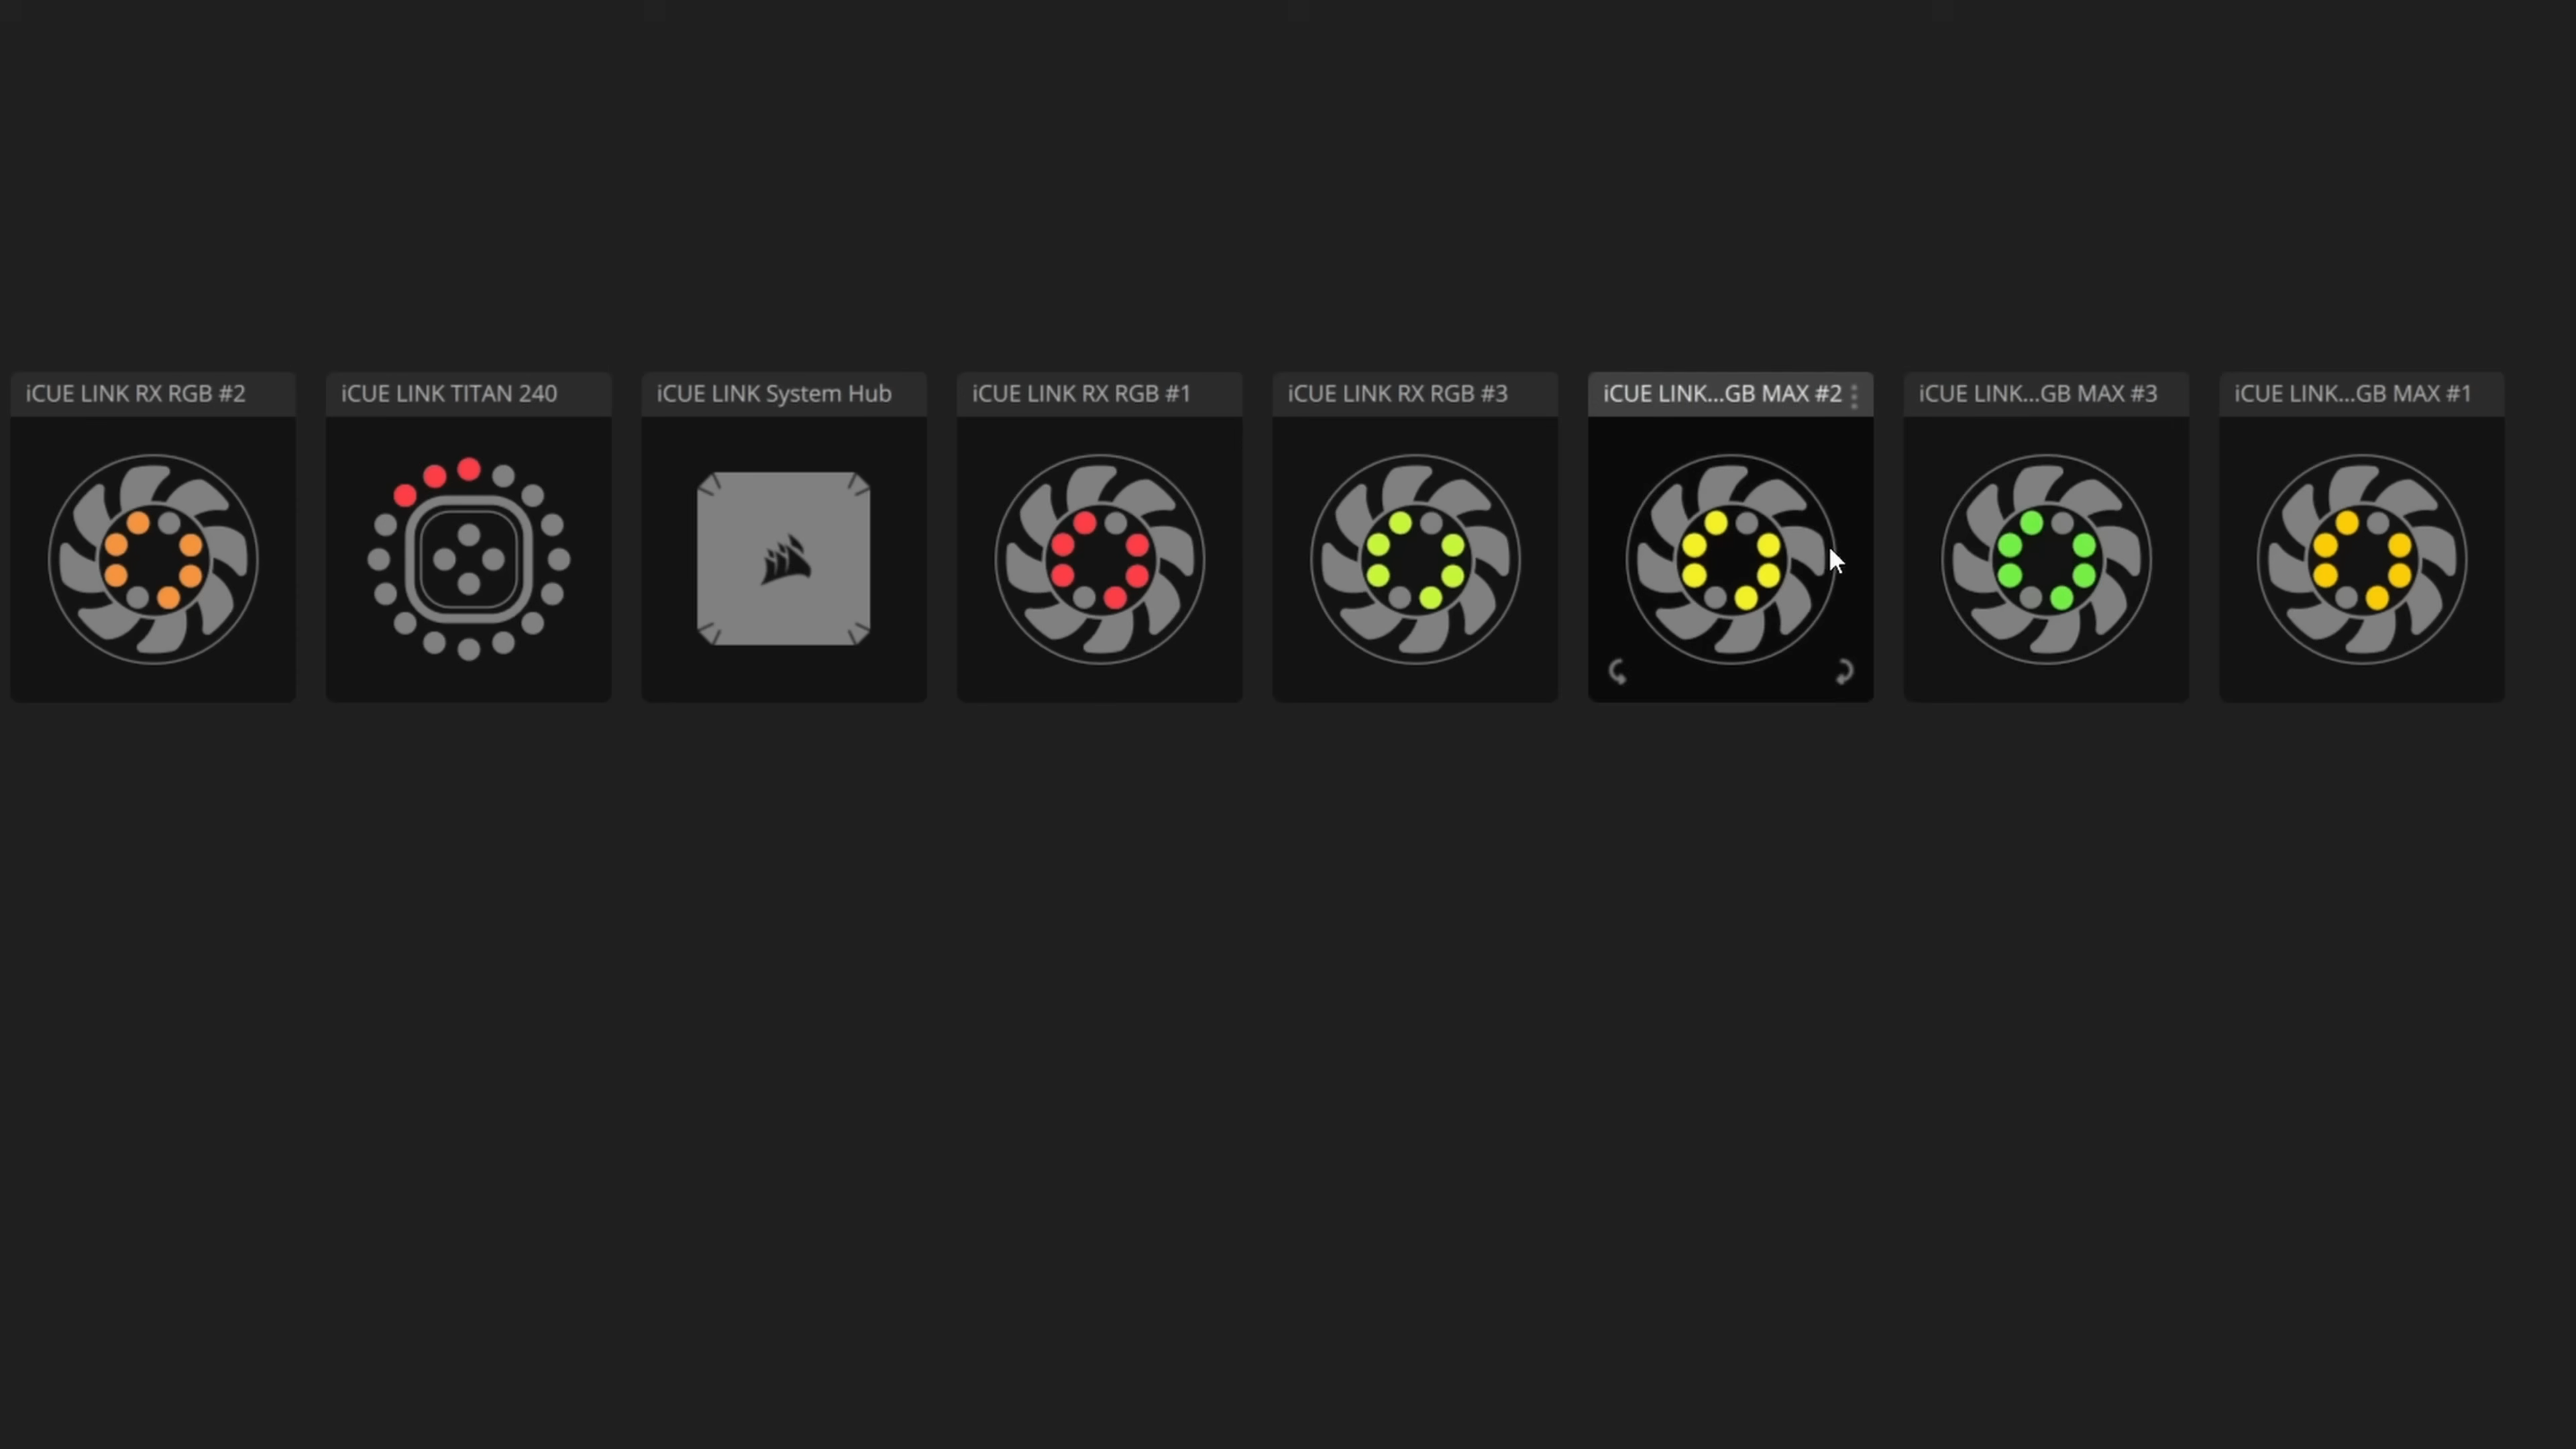 iCUE LINK RX RGB #2
iCUE LINK TITAN 240
iCUE LINK System Hub
iCUE LINK RX RGB #1
iCUE LINK RX RGB #3
iCUE LINK...GB MAX #2
iCUE LINK...GB MAX #3
iCUE LINK...GB MAX #1